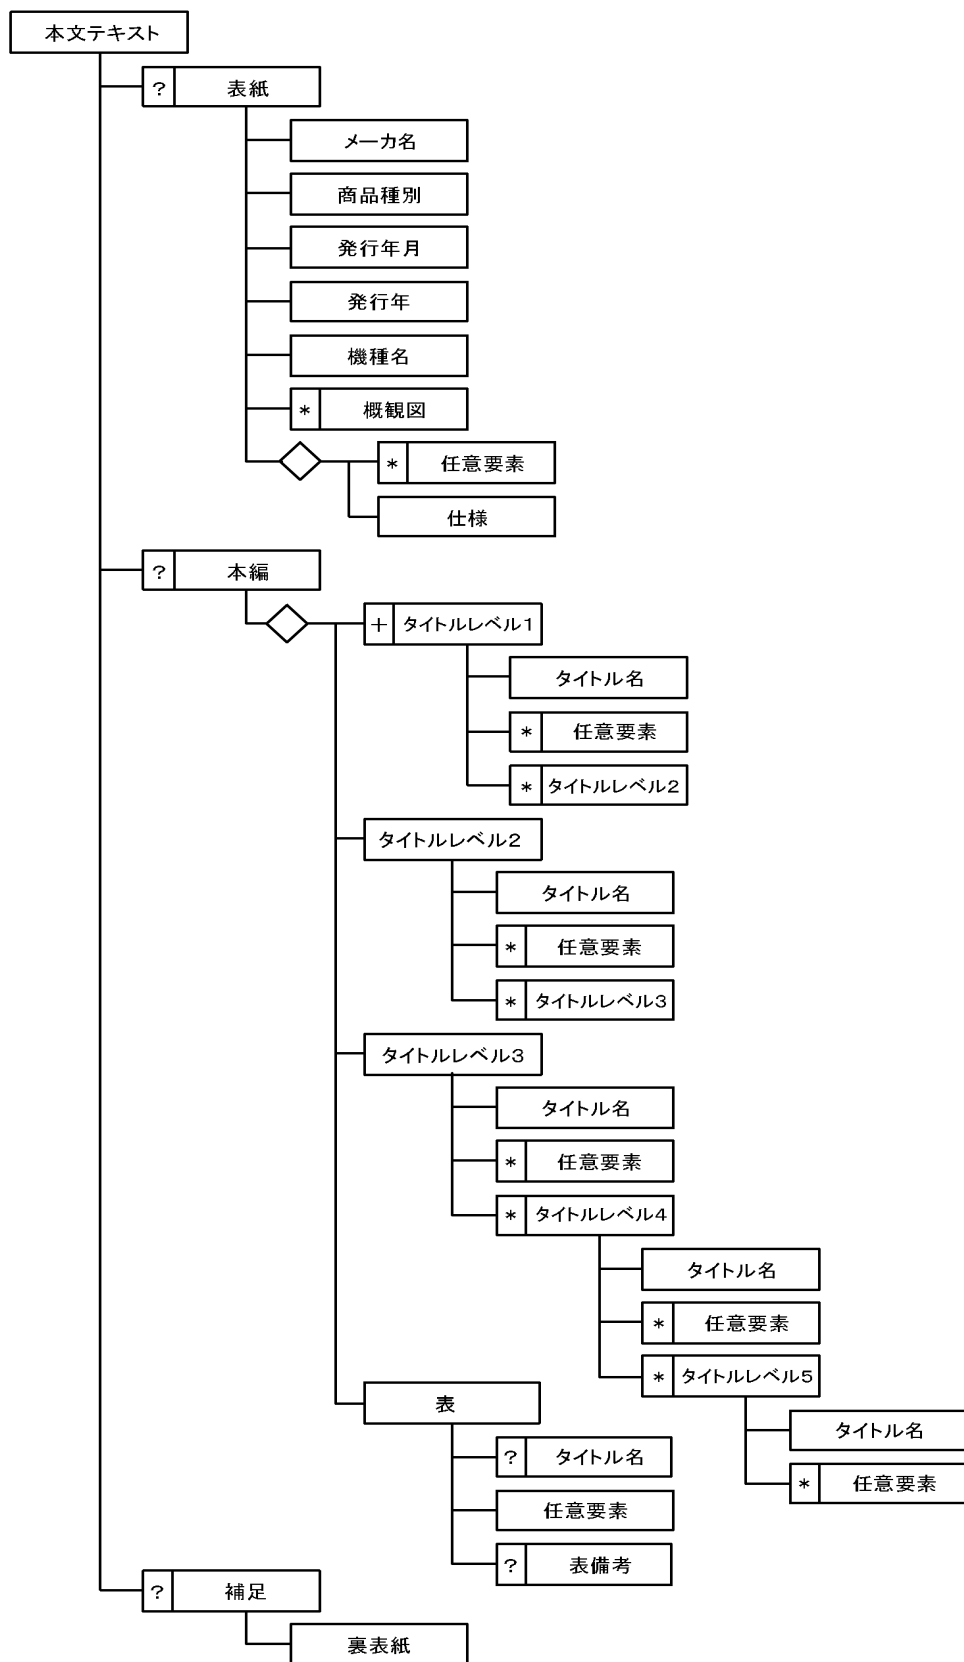 本文テキスト
? 表紙
メーカ名
商品種別
発行年月
発行年
機種名
* 概観図
* 任意要素
仕様
? 本編
+ タイトルレベル1
タイトル名
* 任意要素
* タイトルレベル2
タイトルレベル2
タイトル名
* 任意要素
* タイトルレベル3
タイトルレベル3
タイトル名
* 任意要素
* タイトルレベル4
タイトル名
* 任意要素
* タイトルレベル5
表
タイトル名
? タイトル名
* 任意要素
任意要素
? 表備考
? 補足
裏表紙